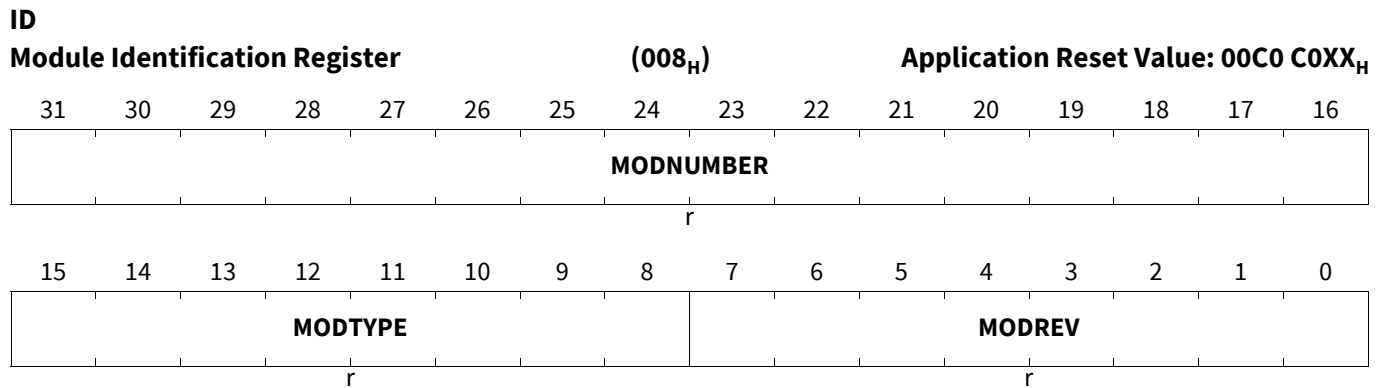 ID
Module Identification Register (008H) Application Reset Value: 00C0 C0XXH
31 30 29 28 27 26 25 24 23 22 21 20 19 18 17 16
MODNUMBER
r
15 14 13 12 11 10 9 8 7 6 5 4 3 2 1 0
MODTYPE MODREV
r r